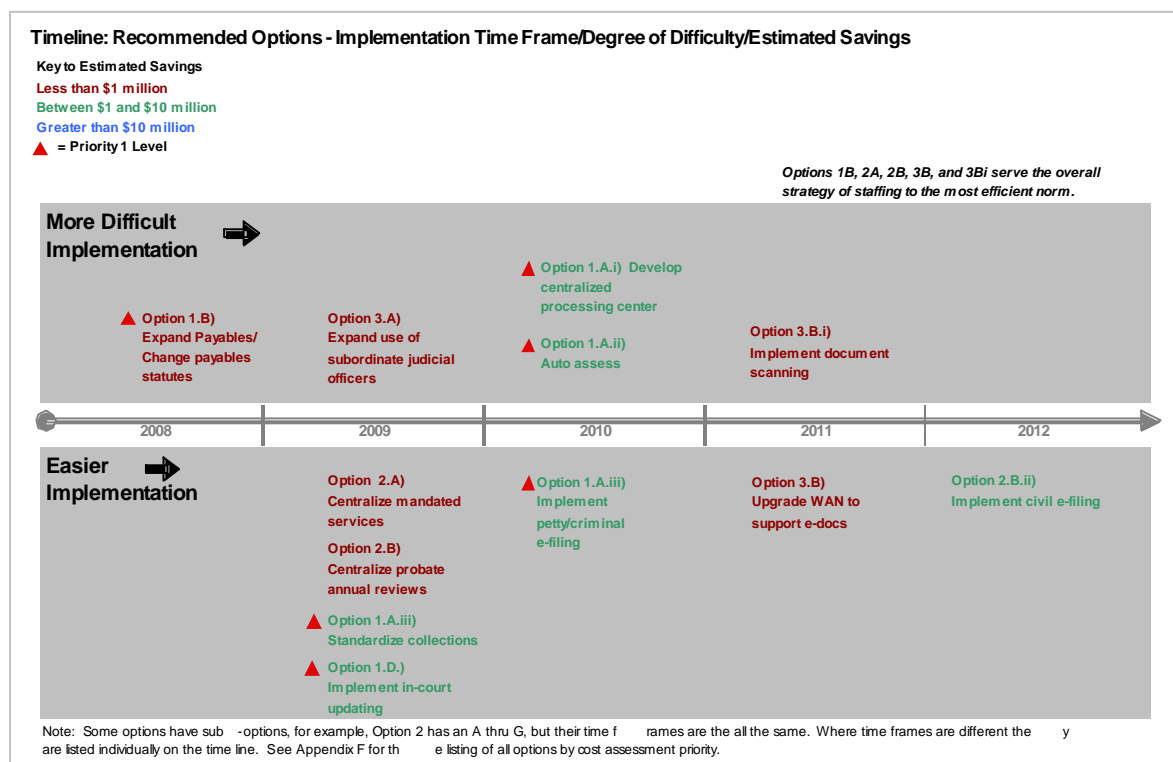 Timeline: Recommended Options - Implementation Time Frame/Degree of Difficulty/Estimated Savings
Key to Estimated Savings
Less than $1 million
Between $1 and $10 million
Greater than $10 million
= Priority 1 Level
Options 1B, 2A, 2B, 3B, and 3Bi serve the overall
strategy of staffing to the most efficient norm.
More Difficult
Implementation
Option 1.B)
Expand Payables/
Change payables
statutes
Option 3.A)
Expand use of
subordinate judicial
officers
Option 1.A.i) Develop
centralized
processing center
Option 1.A.ii)
Auto assess
Option 3.B.i)
Implement document
scanning
2008
2009
2010
2011
2012
Easier
Implementation
Option 2.A)
Centralize mandated
services
Option 2.B)
Centralize probate
annual reviews
Option 1.A.iii)
Standardize collections
Option 1.D.)
Implement in-court
updating
Option 1.A.iii)
Implement
petty/criminal
e-filing
Option 3.B)
Upgrade WAN to
support e-docs
Option 2.B.ii)
Implement civil e-filing
Note: Some options have sub -options, for example, Option 2 has an A thru G, but their time f rames are the all the same. Where time frames are different the y
are listed individually on the time line. See Appendix F for th e listing of all options by cost assessment priority.